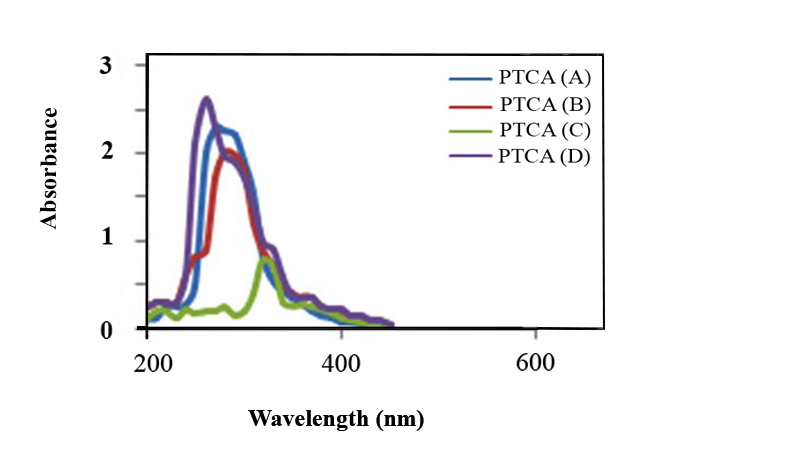 Absorbance
3
2
1
0
200
400
600
Wavelength (nm)
PTCA (A)
PTCA (B)
PTCA (C)
PTCA (D)